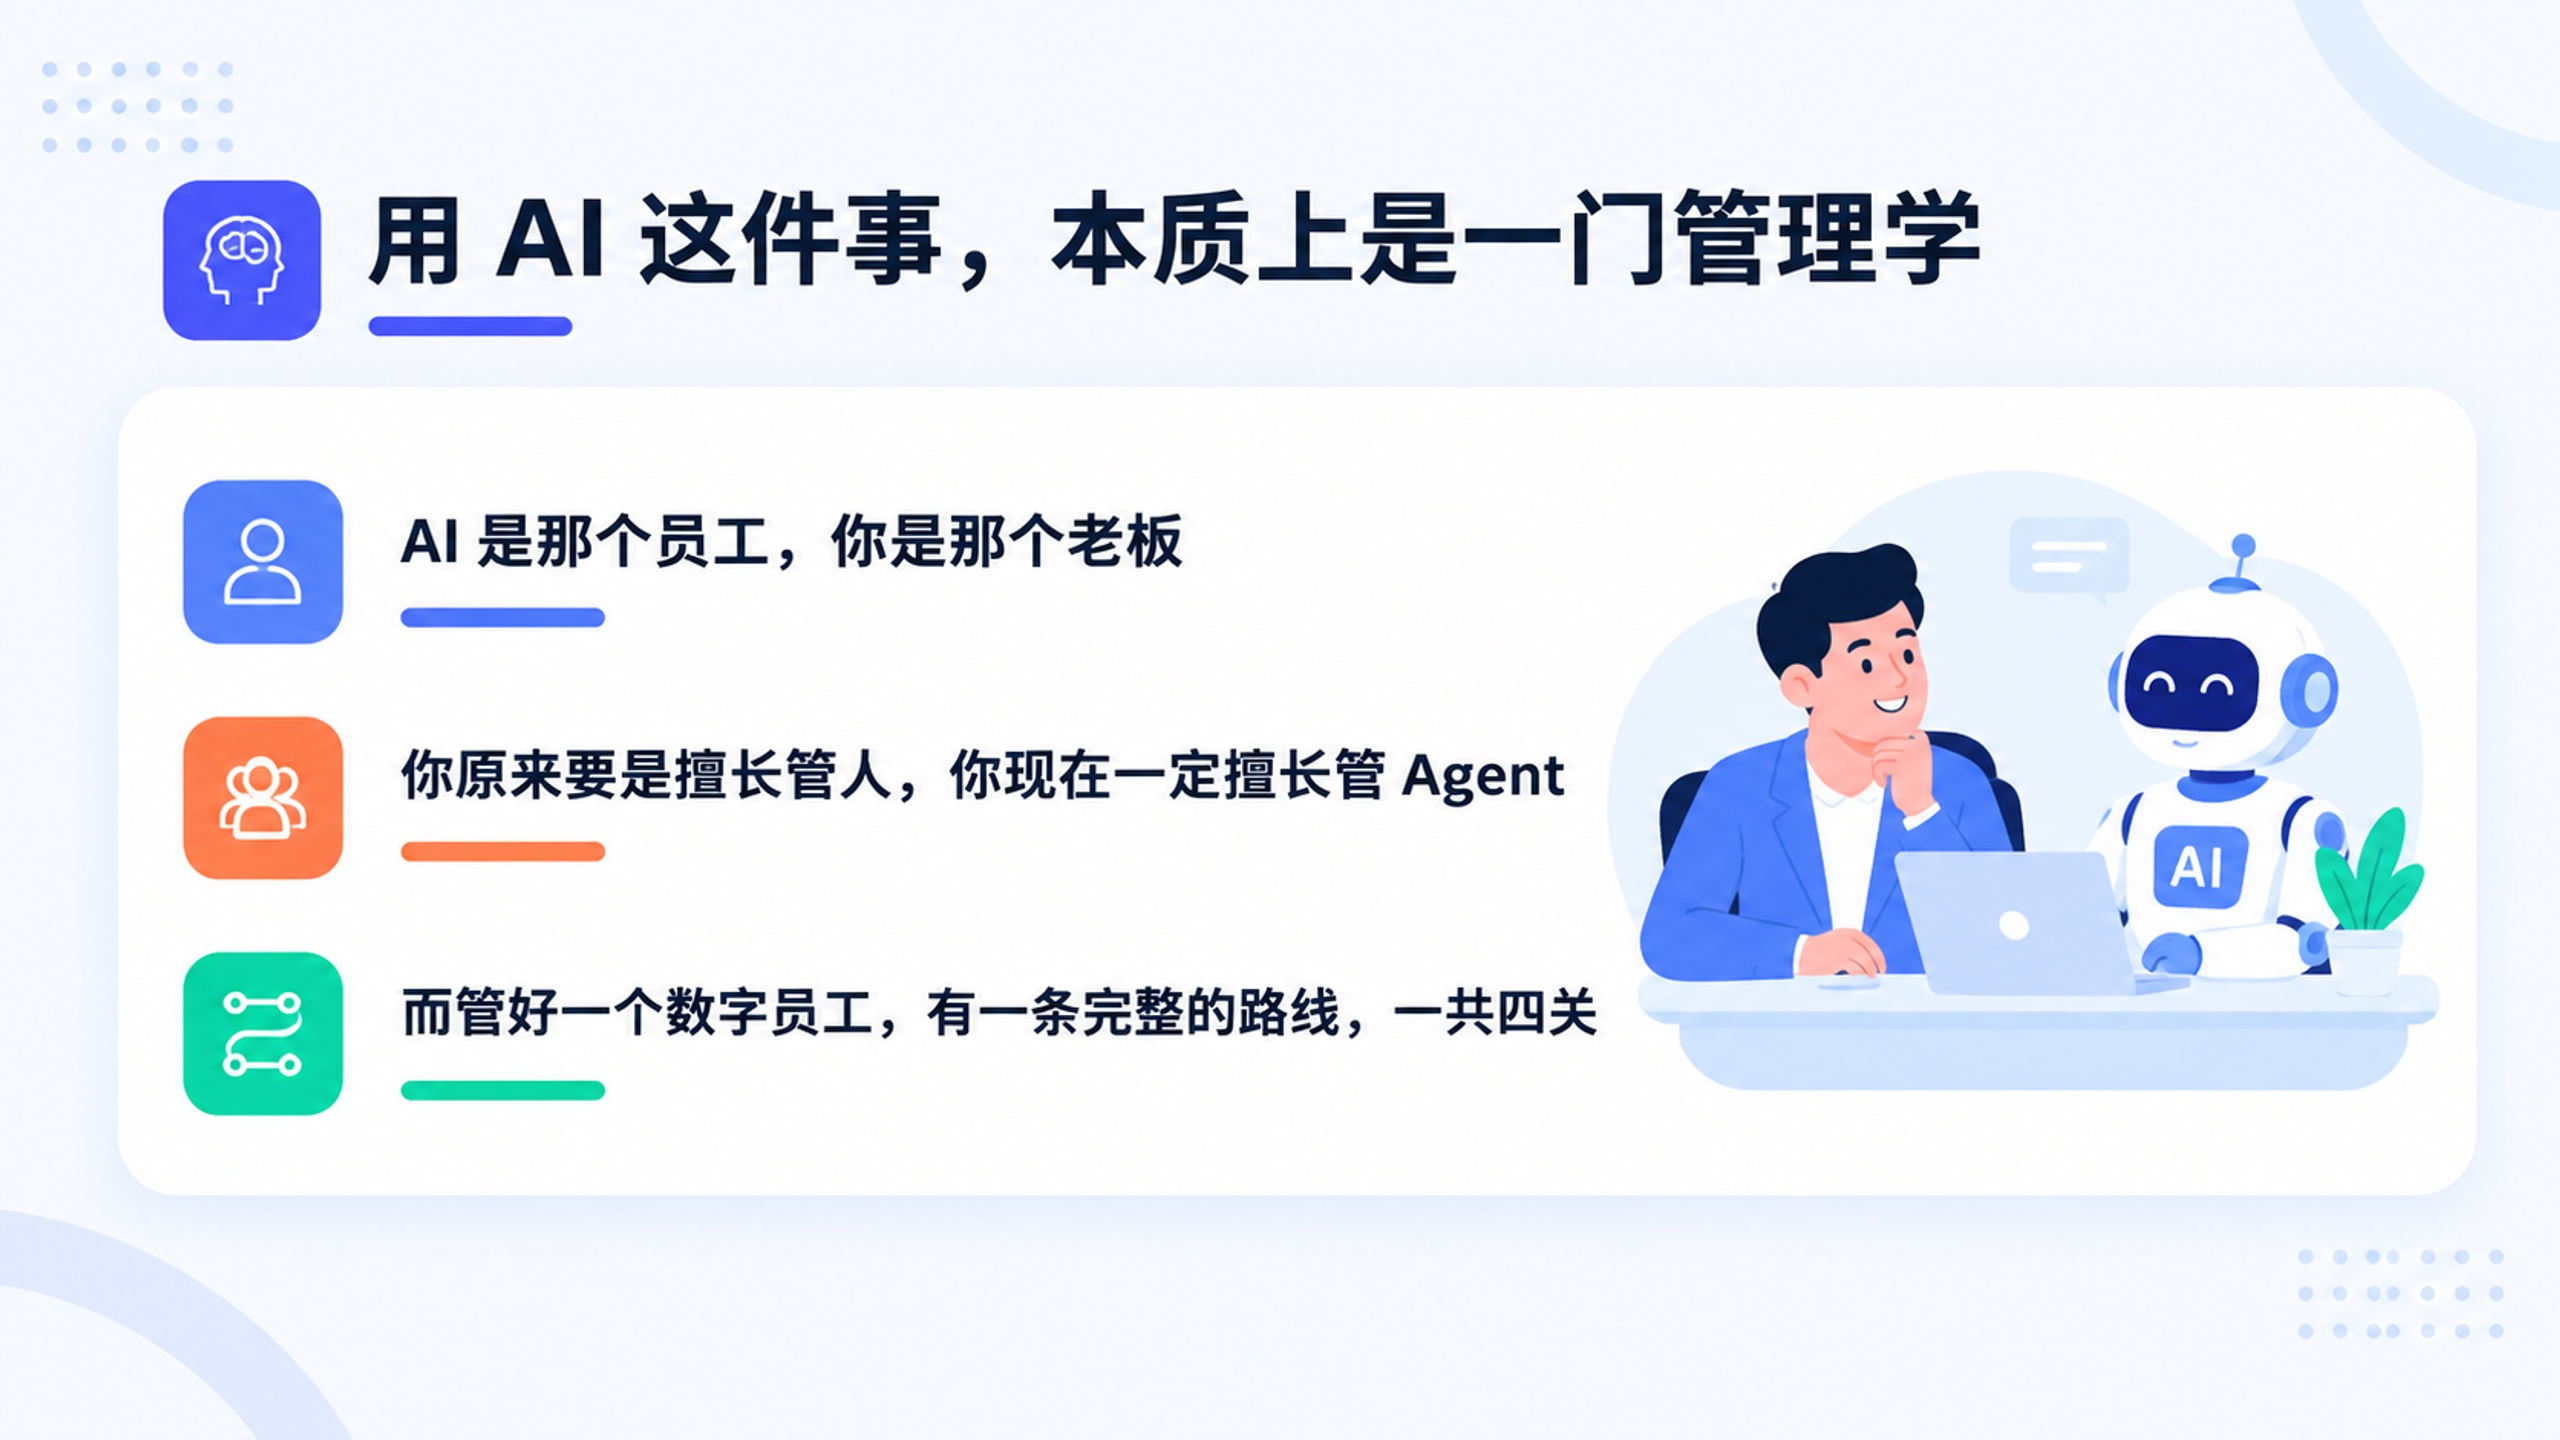 用 AI 这件事，本质上是一门管理学
AI 是那个员工，你是那个老板
你原来要是擅长管人，你现在一定擅长管 Agent
而管好一个数字员工，有一条完整的路线，一共四关
AI